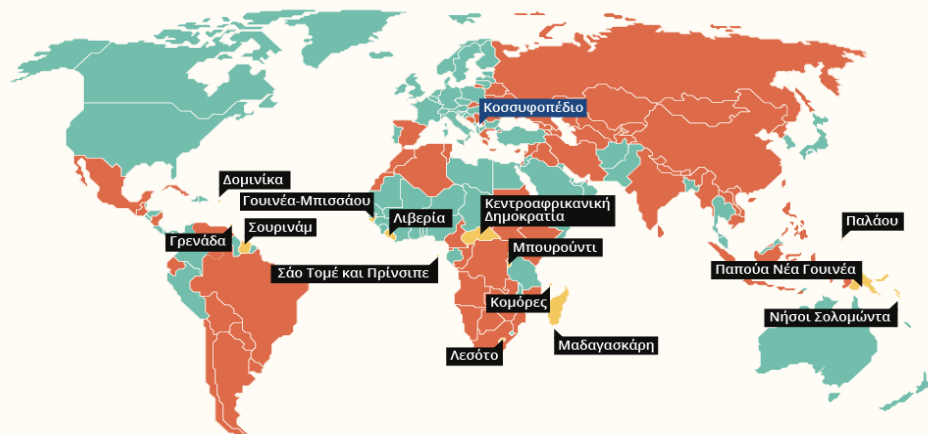 Κοσσυφοπέδιο
Δομινίκα
Γουινέα-Μπισσάου
Λιβερία
Κεντροαφρικανική
Δημοκρατία
Παλάου
Σουρινάμ
Γρενάδα
Μπουρούντι
Σάο Τομέ και Πρίνσιπε
Παπούα Νέα Γουινέα
Κομόρες
Νήσοι Σολομώντα
Μαδαγασκάρη
Λεσότο